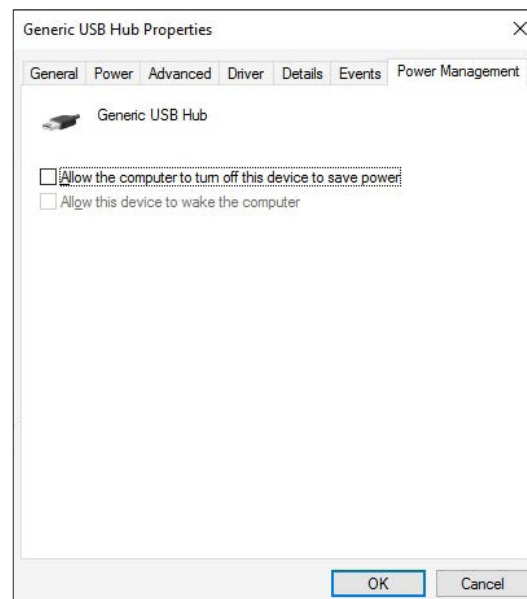 Generic USB Hub Properties
General Power Advanced Driver Details Events Power Management
Generic USB Hub
Allow the computer to turn off this device to save power
Allow this device to wake the computer
OK Cancel